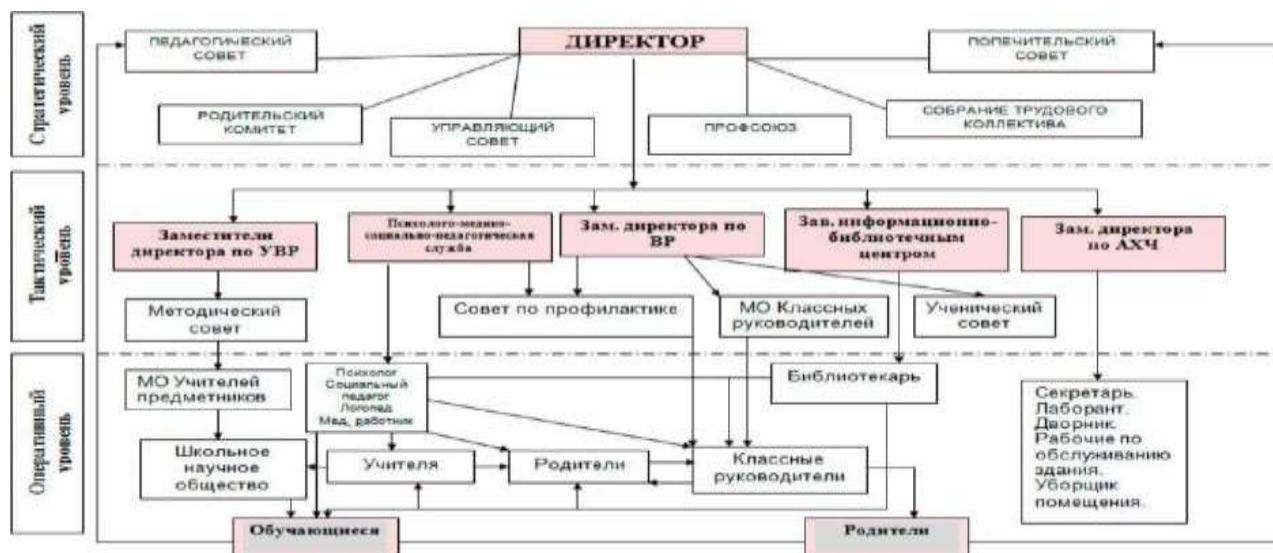 Стратегический
уровень
ПЕДАГОГИЧЕСКИЙ
СОВЕТ
ДИРЕКТОР
ПОПЕЧИТЕЛЬСКИЙ
СОВЕТ
РОДИТЕЛЬСКИЙ
КОМИТЕТ
УПРАВЛЯЮЩИЙ
СОВЕТ
ПРОФСОЮЗ
СОБРАНИЕ ТРУДОВОГО
КОЛЛЕКТИВА
Тактический
уровень
Заместители
директора по УВР
Психолого-медико-
социально-педагогическая
служба
Зам. директора по
ВР
Зав. информационно-
библиотечным
центром
Зам. директора
по АХЧ
Методический
совет
Совет по профилактике
МО Классных
руководителей
Ученический
совет
Оперативный
уровень
МО Учителей
предметников
Психолог
Социальный
педагог
Логопед
Мед. работник
Библиотекарь
Секретарь.
Лаборант.
Дворник.
Рабочие по
обслуживанию
здания.
Уборщик
помещения.
Школьное
научное
общество
Учителя
Родители
Классные
руководители
Обучающиеся
Родители